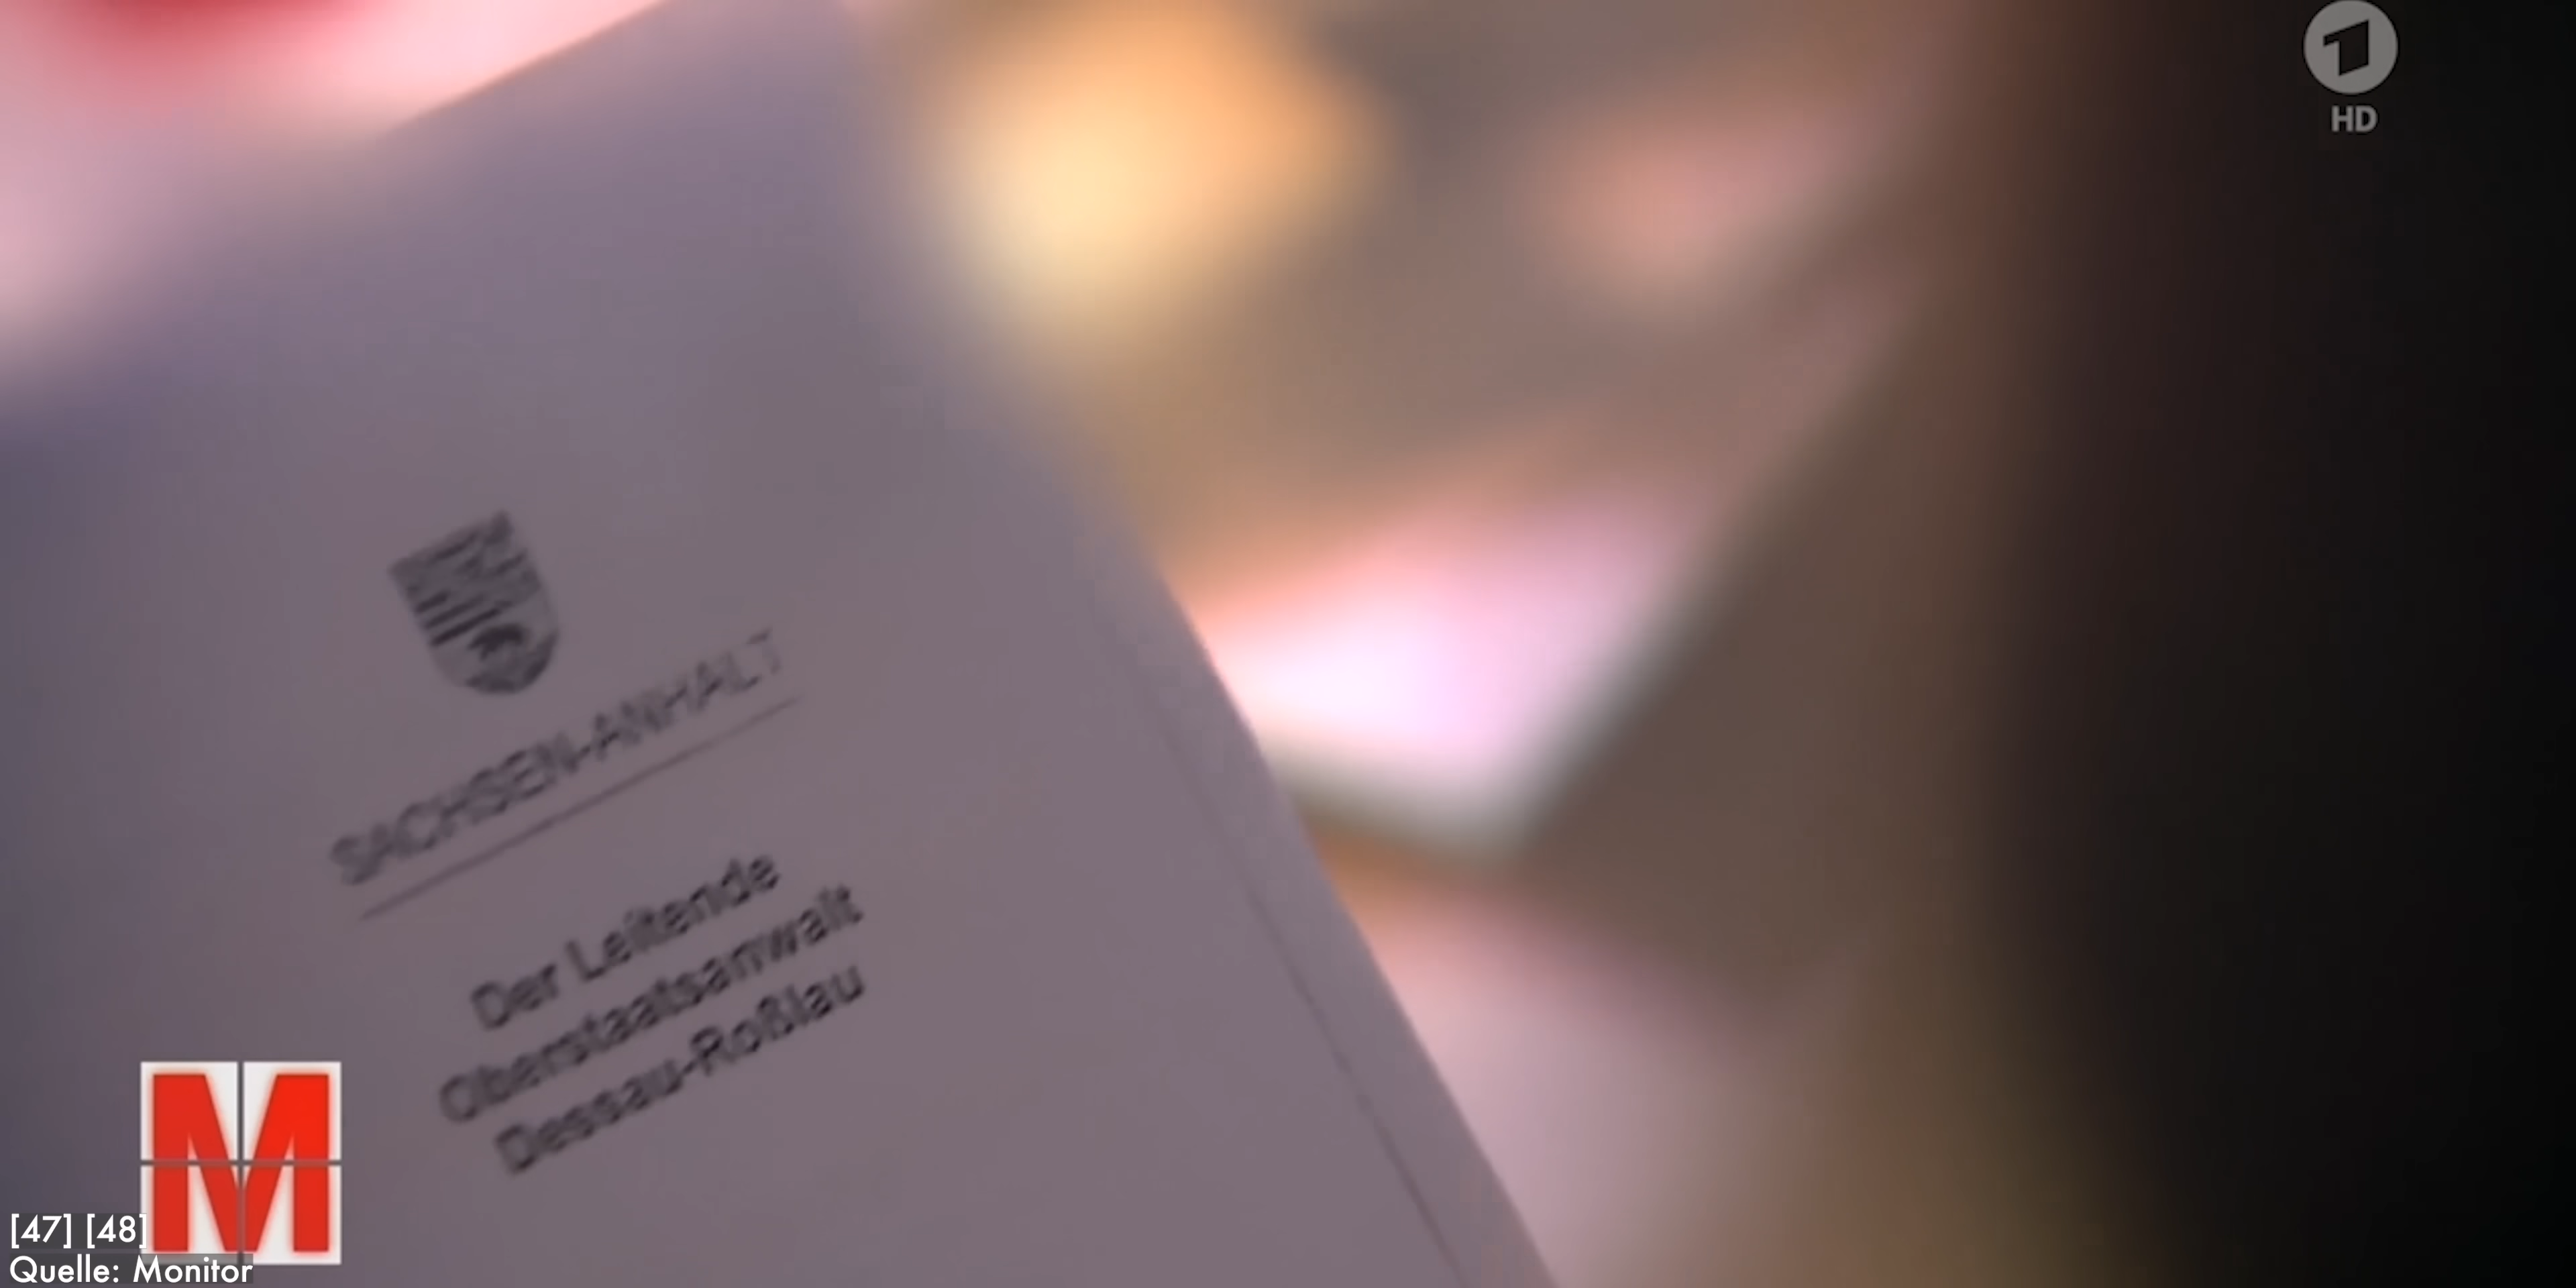 HD
SACHSEN-ANHALT
Der Leitende
Oberstaatsanwalt
Dessau-Roßlau
M
[47] [48]
Quelle: Monitor